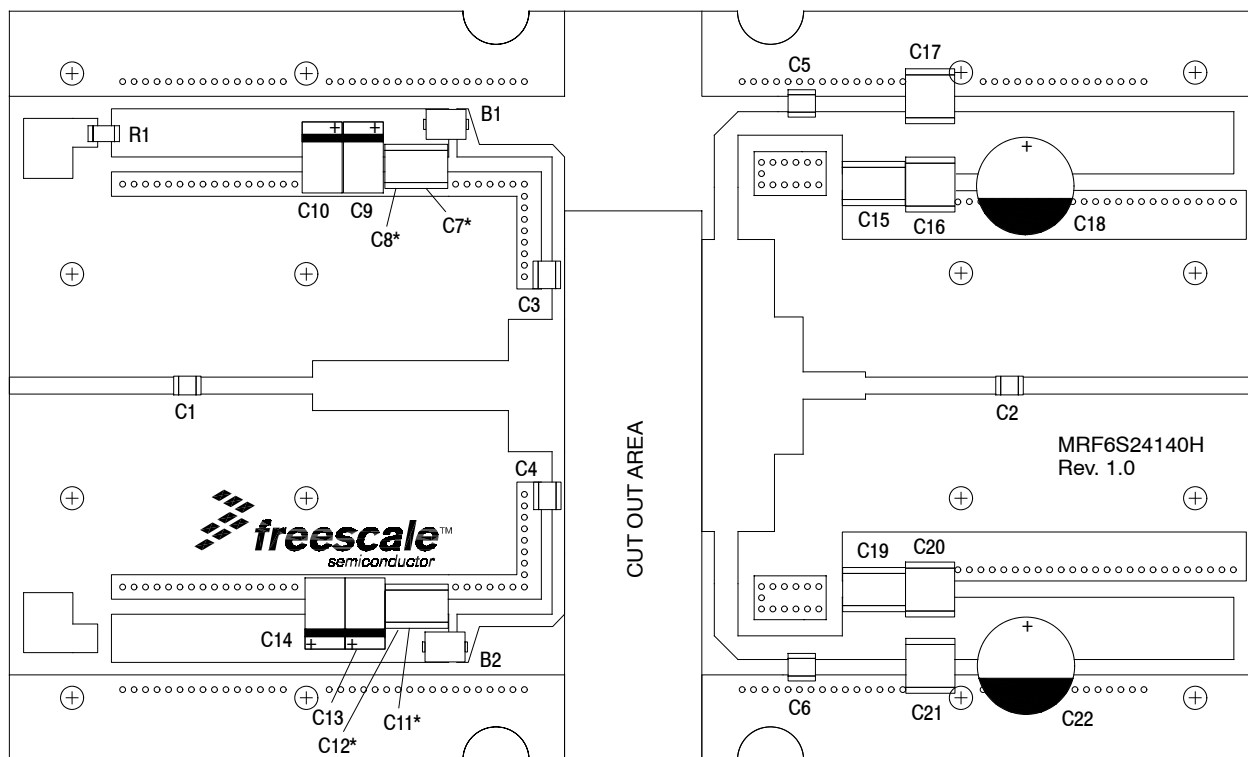 C17
C5
B1
R1
C10 C9
C7*
C8*
C15 C16
C18
C3
C1
C2
CUT OUT AREA
MRF6S24140H
Rev. 1.0
C4
freescale™
semiconductor
C19 C20
C14
B2
C13
C11*
C12*
C6
C21
C22